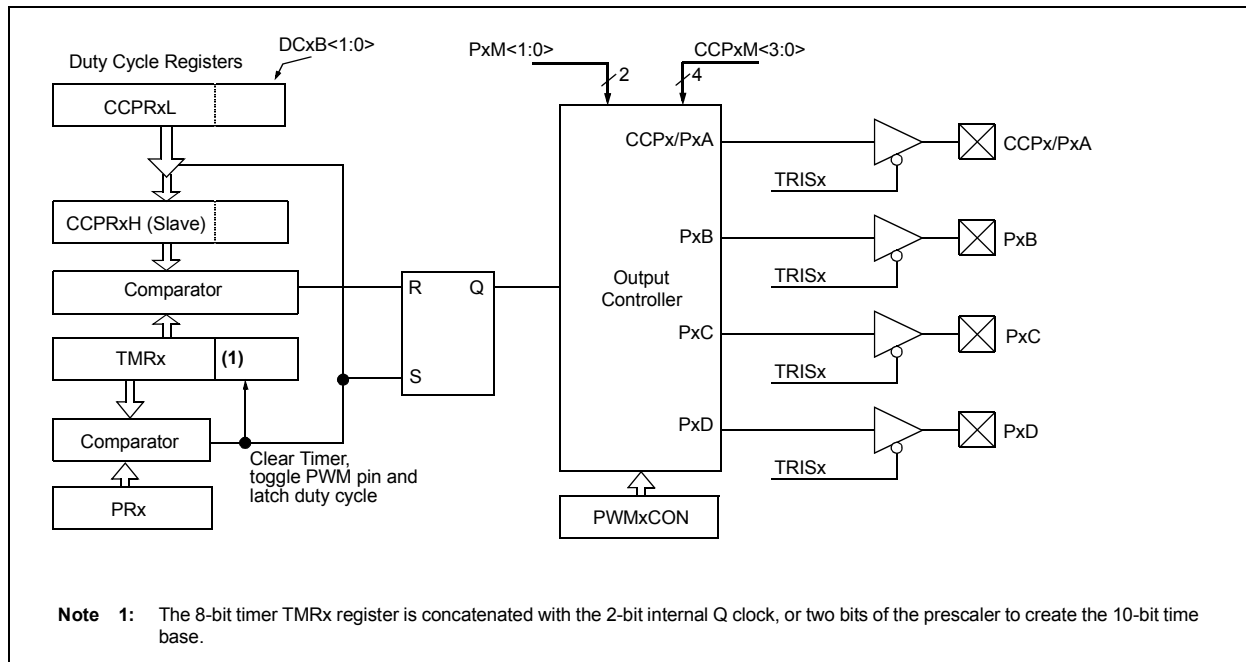 DCxB<1:0>
Duty Cycle Registers
CCPRxL
CCPRxH (Slave)
Comparator
TMRx
(1)
Comparator
PRx
Clear Timer,
toggle PWM pin and
latch duty cycle
R
Q
S
PxM<1:0>
2
CCPxM<3:0>
4
Output
Controller
CCPx/PxA
TRISx
CCPx/PxA
PxB
TRISx
PxB
PxC
TRISx
PxC
PxD
TRISx
PxD
PWMxCON
Note 1: The 8-bit timer TMRx register is concatenated with the 2-bit internal Q clock, or two bits of the prescaler to create the 10-bit time
base.